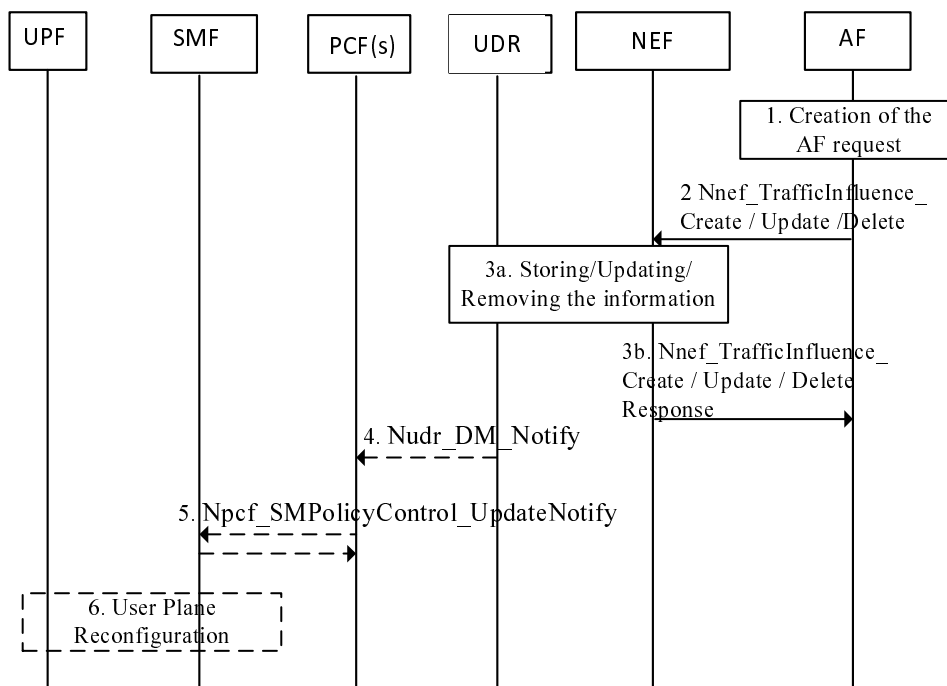 UPF
SMF
PCF(s)
UDR
NEF
AF
1. Creation of the
AF request
2 Nnef_TrafficInfluence_
Create / Update /Delete
3a. Storing/Updating/
Removing the information
3b. Nnef_TrafficInfluence_
Create / Update / Delete
Response
4. Nudr_DM_Notify
5. Npcf_SMPolicyControl_UpdateNotify
6. User Plane
Reconfiguration